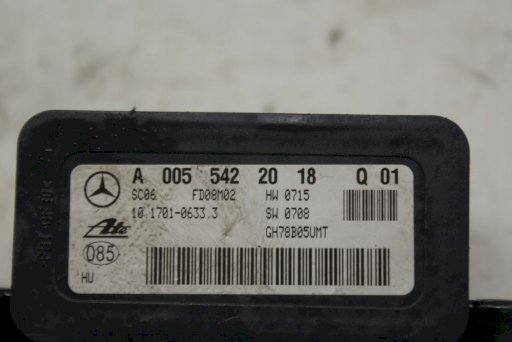 A 005 542 20 18 Q 01
SC06 FD08M02 HW 0715
10.1701-0633.3 SW 0708
Ate GH78B05UMT
085
HU